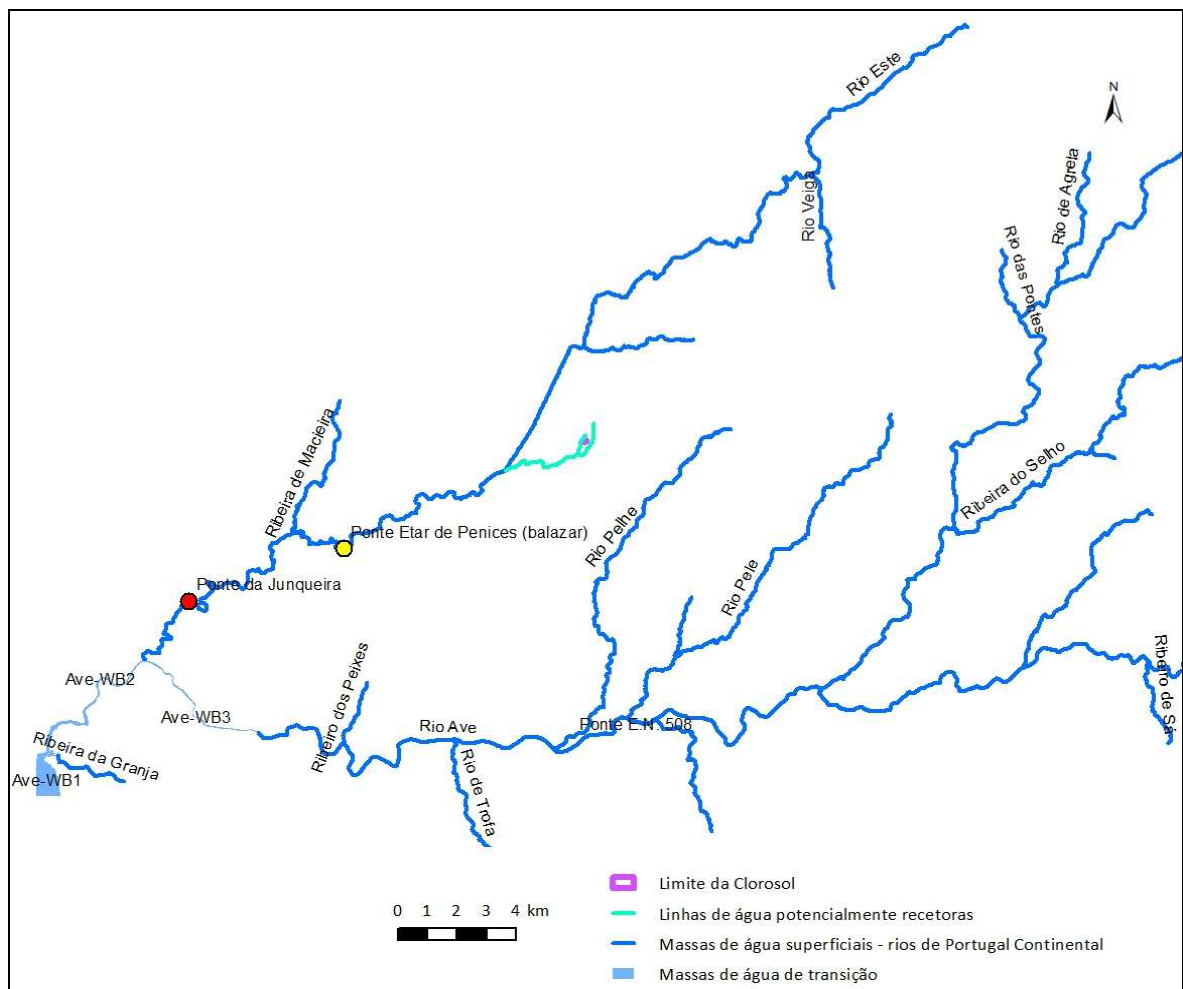 Rio Este
N
Rio Veiga
Rio de Agrela
Rio das Pontes
Ribeira de Macieira
Ribeira do Selho
Ponte Etar de Penices (balazar)
Rio Pelhe
Rio Pele
Ponte da Junqueira
Ave-WB2
Ave-WB3
Ribeiro dos Peixes
Ribeiro de Sá
Rio Ave
Ponte E.N. 508
Ribeira da Granja
Ave-WB1
Rio de Trofa
0 1 2 3 4 km
Limite da Clorosol
Linhas de água potencialmente recetoras
Massas de água superficiais - rios de Portugal Continental
Massas de água de transição